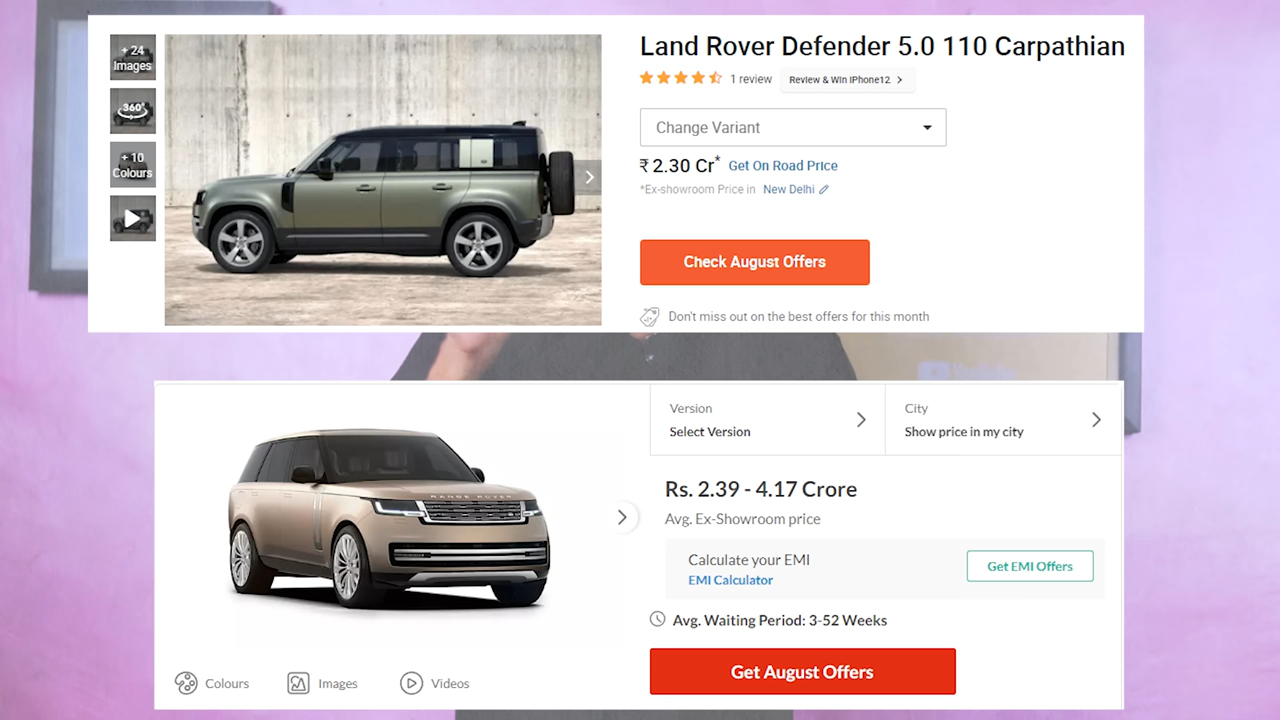 + 24
Images
360°
+ 10
Colours
Land Rover Defender 5.0 110 Carpathian
1 review
Review & Win iPhone12
Change Variant
₹ 2.30 Cr*
Get On Road Price
*Ex-showroom Price in
New Delhi
Check August Offers
Don't miss out on the best offers for this month
Version
Select Version
City
Show price in my city
RANGE ROVER
Rs. 2.39 - 4.17 Crore
Avg. Ex-Showroom price
Calculate your EMI
EMI Calculator
Get EMI Offers
Avg. Waiting Period: 3-52 Weeks
Get August Offers
Colours
Images
Videos